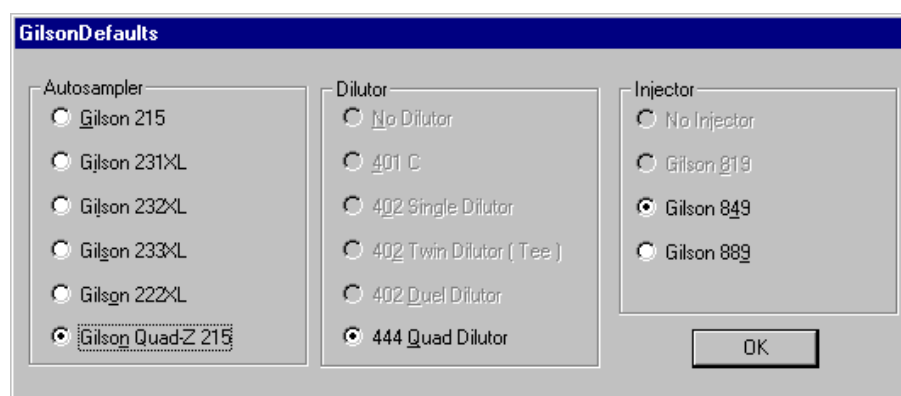 GilsonDefaults
Autosampler
Gilson 215
Gilson 231XL
Gilson 232XL
Gilson 233XL
Gilson 222XL
Gilson Quad-Z 215
Dilutor
No Dilutor
401 C
402 Single Dilutor
402 Twin Dilutor ( Tee )
402 Duel Dilutor
444 Quad Dilutor
Injector
No Injector
Gilson 819
Gilson 849
Gilson 889
OK